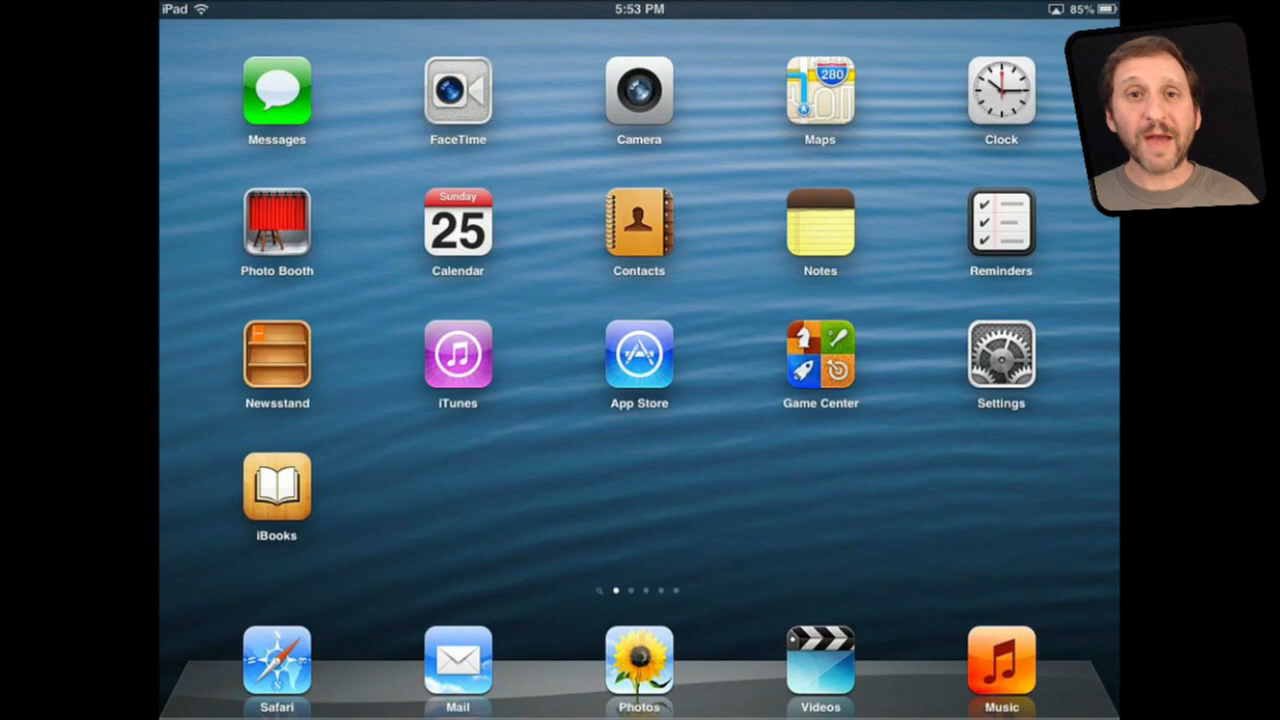 iPad 5:53 PM 85%
280
Messages FaceTime Camera Maps Clock
Sunday
25
Photo Booth Calendar Contacts Notes Reminders
Newsstand iTunes App Store Game Center Settings
iBooks
Safari Mail Photos Videos Music